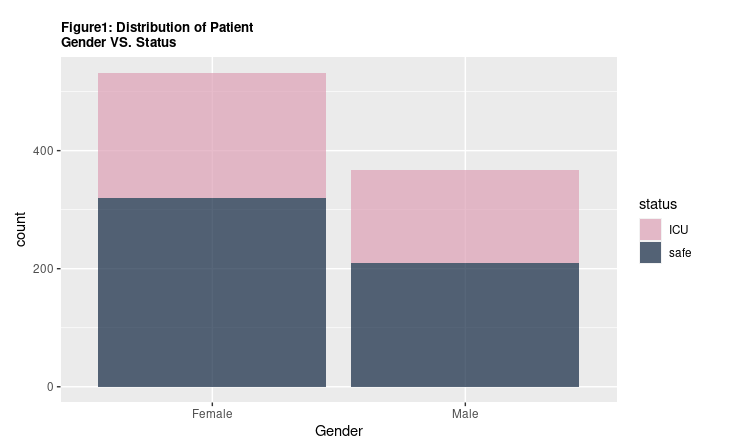 Figure1: Distribution of Patient
Gender VS. Status
count
400
200
0
Female
Male
Gender
status
ICU
safe